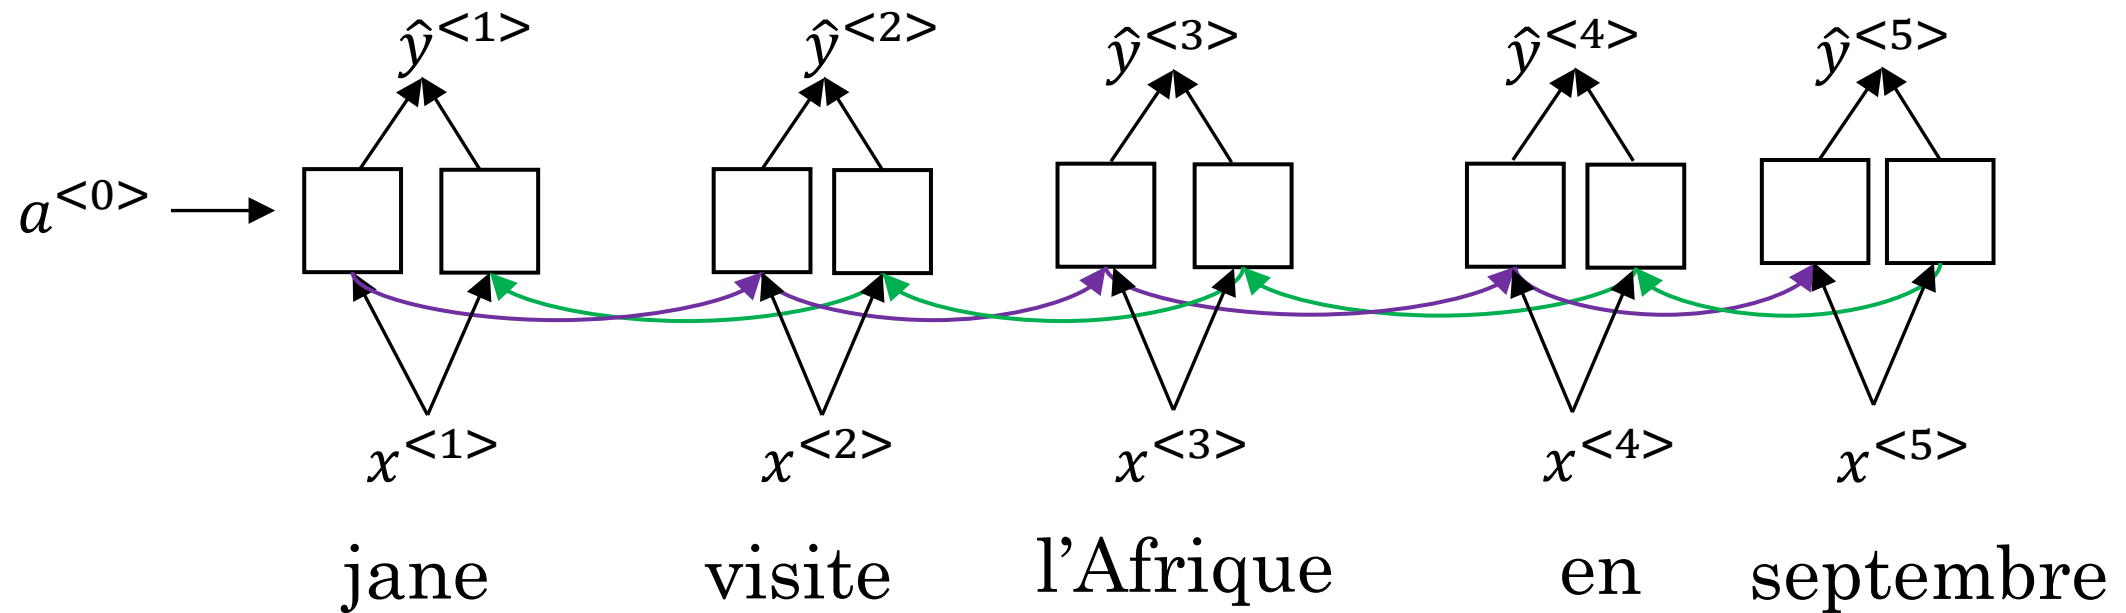 ŷ<1> ŷ<2> ŷ<3> ŷ<4> ŷ<5>
a<0>
x<1> x<2> x<3> x<4> x<5>
jane visite l’Afrique en septembre